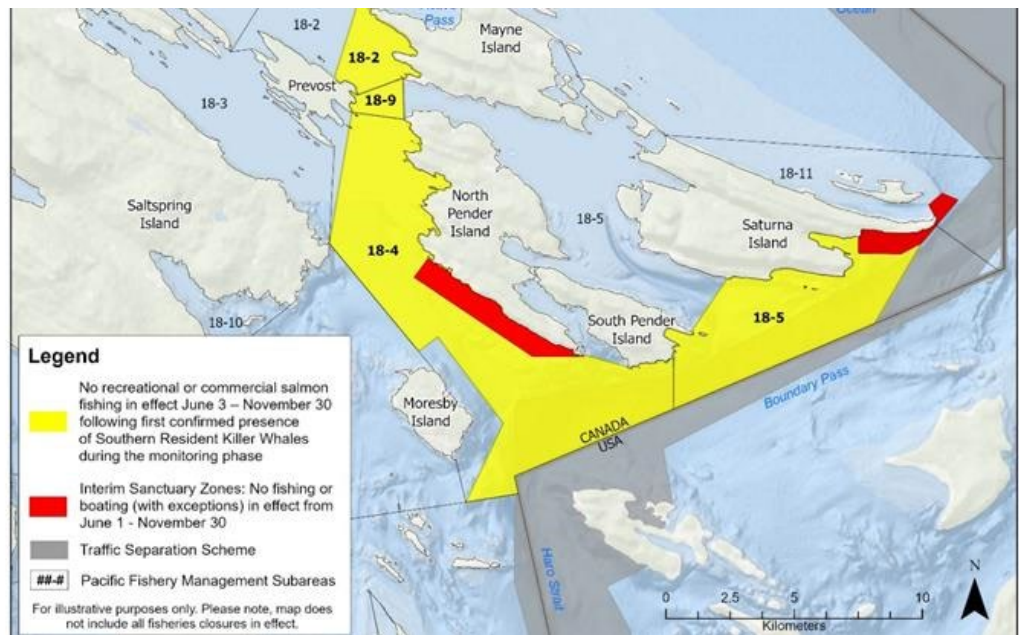 Pass
Ocean
18-2
Mayne
Island
18-2
Prevost
18-9
18-3
18-11
North
Pender
Island
Saltspring
Island
18-5
Saturna
Island
18-4
18-5
South Pender
Island
18-10
Moresby
Island
Boundary Pass
CANADA
USA
Haro Strait
Legend
No recreational or commercial salmon
fishing in effect June 3 – November 30
following first confirmed presence
of Southern Resident Killer Whales
during the monitoring phase
Interim Sanctuary Zones: No fishing or
boating (with exceptions) in effect from
June 1 - November 30
Traffic Separation Scheme
##-# Pacific Fishery Management Subareas
For illustrative purposes only. Please note, map does
not include all fisheries closures in effect.
N
0 2.5 5 10
Kilometers